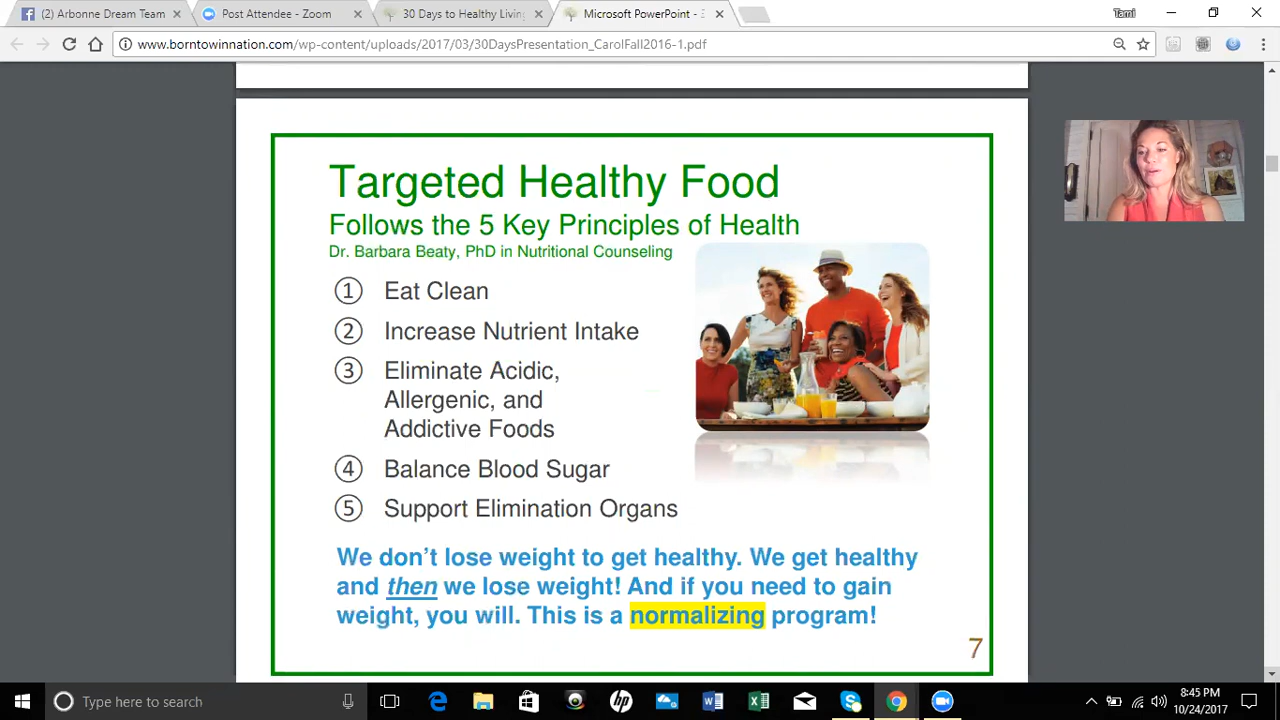 (2) Arbonne Dream Team
Post Attendee - Zoom
30 Days to Healthy Living
Microsoft PowerPoint - 3
Tami
www.borntowinnation.com/wp-content/uploads/2017/03/30DaysPresentation_CarolFall2016-1.pdf
Targeted Healthy Food
Follows the 5 Key Principles of Health
Dr. Barbara Beaty, PhD in Nutritional Counseling
1 Eat Clean
2 Increase Nutrient Intake
3 Eliminate Acidic,
Allergenic, and
Addictive Foods
4 Balance Blood Sugar
5 Support Elimination Organs
We don't lose weight to get healthy. We get healthy
and then we lose weight! And if you need to gain
weight, you will. This is a normalizing program!
7
Type here to search
8:45 PM
10/24/2017